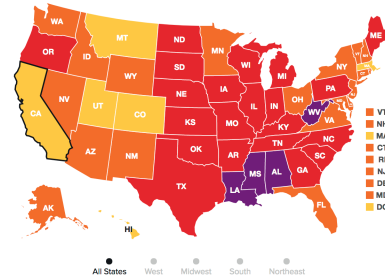 WA
OR
ID
MT
ND
MN
SD
WY
NE
IA
WI
MI
NV
UT
CO
KS
MO
IL
IN
OH
PA
NY
ME
CA
AZ
NM
OK
AR
TN
KY
WV
VA
NC
SC
TX
LA
MS
AL
GA
FL
AK
HI
VT
NH
MA
CT
RI
NJ
DE
MD
DC
All States
West
Midwest
South
Northeast